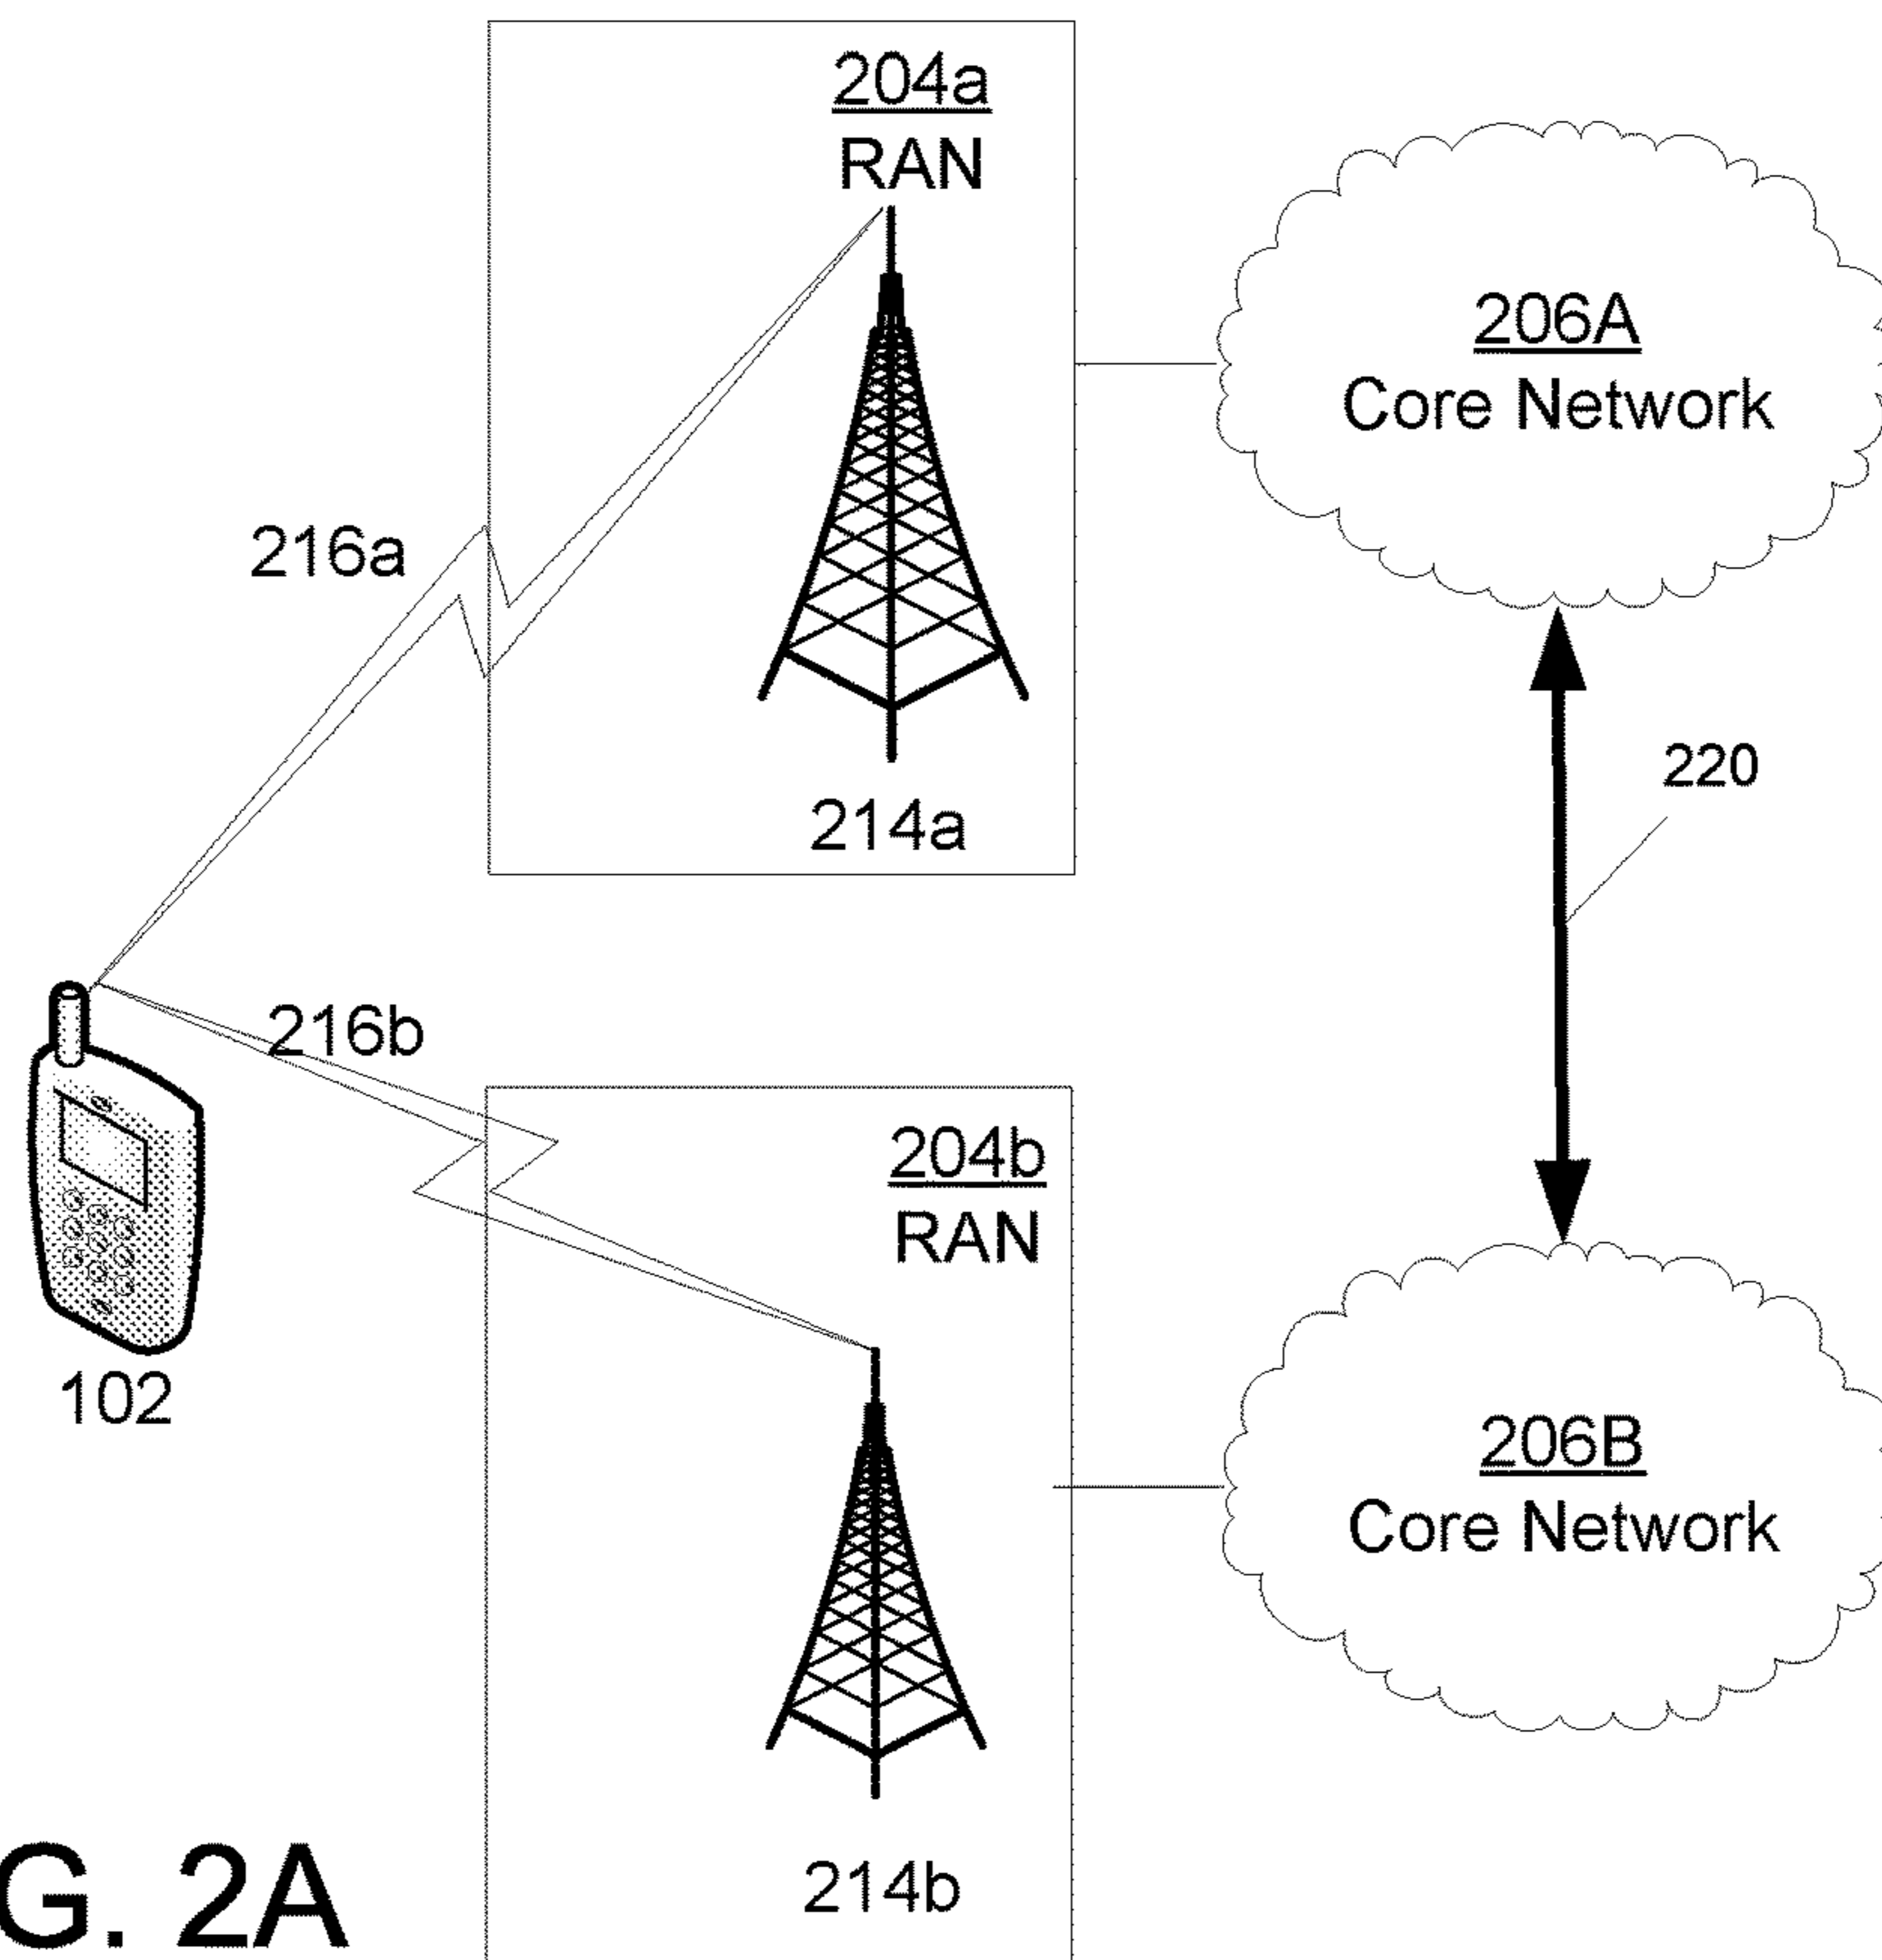 204a
RAN
206A
Core Network
216a
220
214a
216b
204b
RAN
102
206B
Core Network
214b
G. 2A